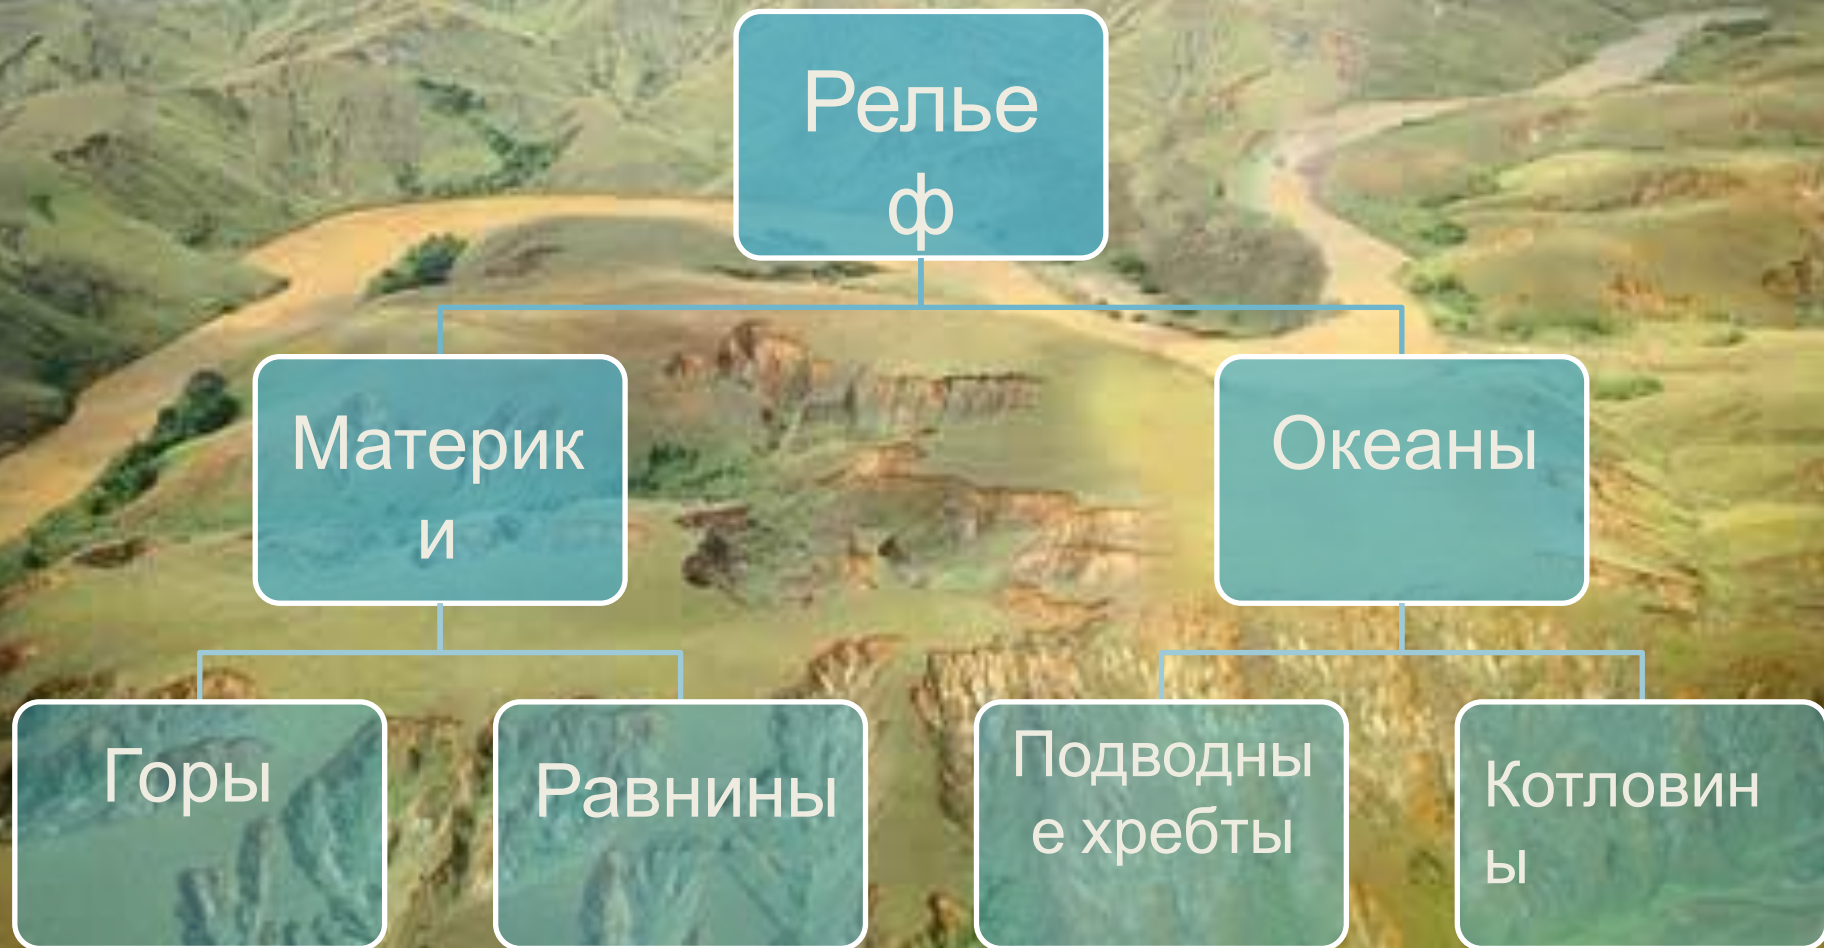 Релье
ф
Материк
и
Океаны
Горы
Равнины
Подводны
е хребты
Котловин
ы